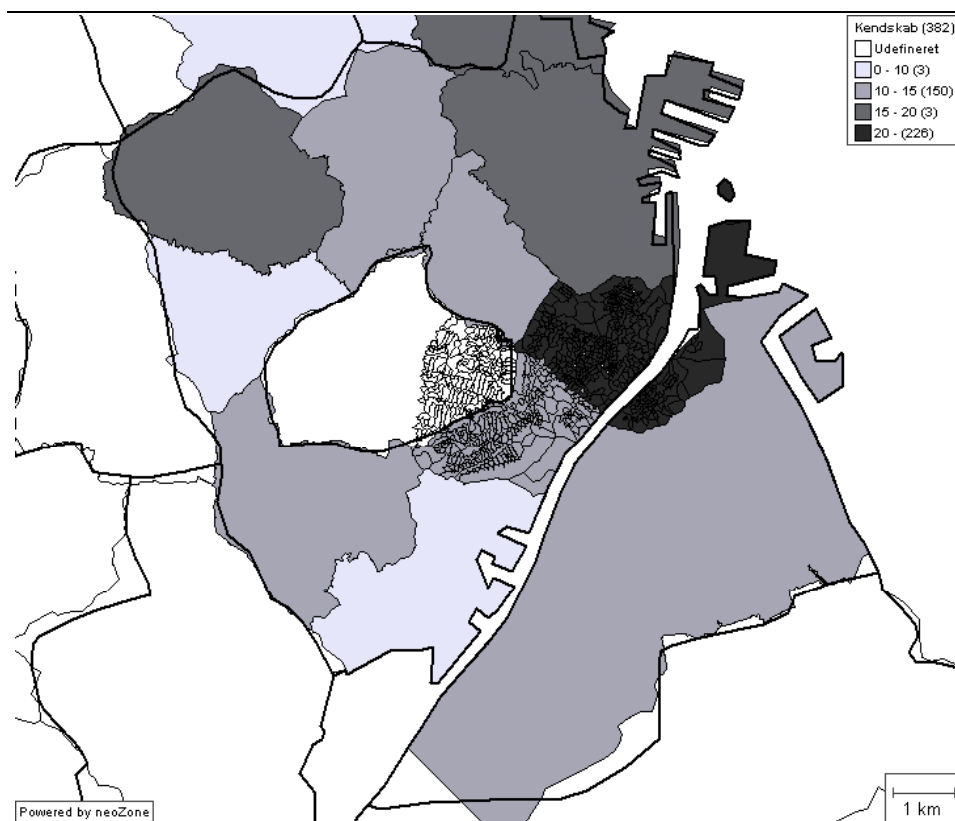 Kendskab (382)
Udefineret
0 - 10 (3)
10 - 15 (150)
15 - 20 (3)
20 - (226)
Powered by neoZone
1 km